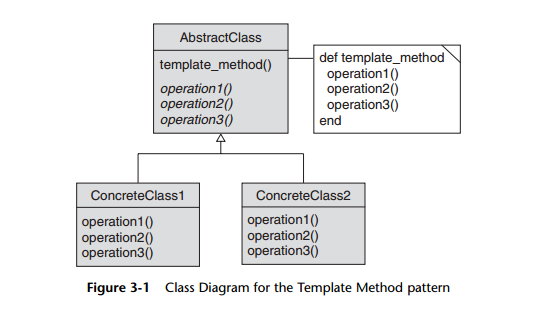 AbstractClass
template_method()
operation1()
operation2()
operation3()
def template_method
operation1()
operation2()
operation3()
end
ConcreteClass1
operation1()
operation2()
operation3()
ConcreteClass2
operation1()
operation2()
operation3()
Figure 3-1 Class Diagram for the Template Method pattern